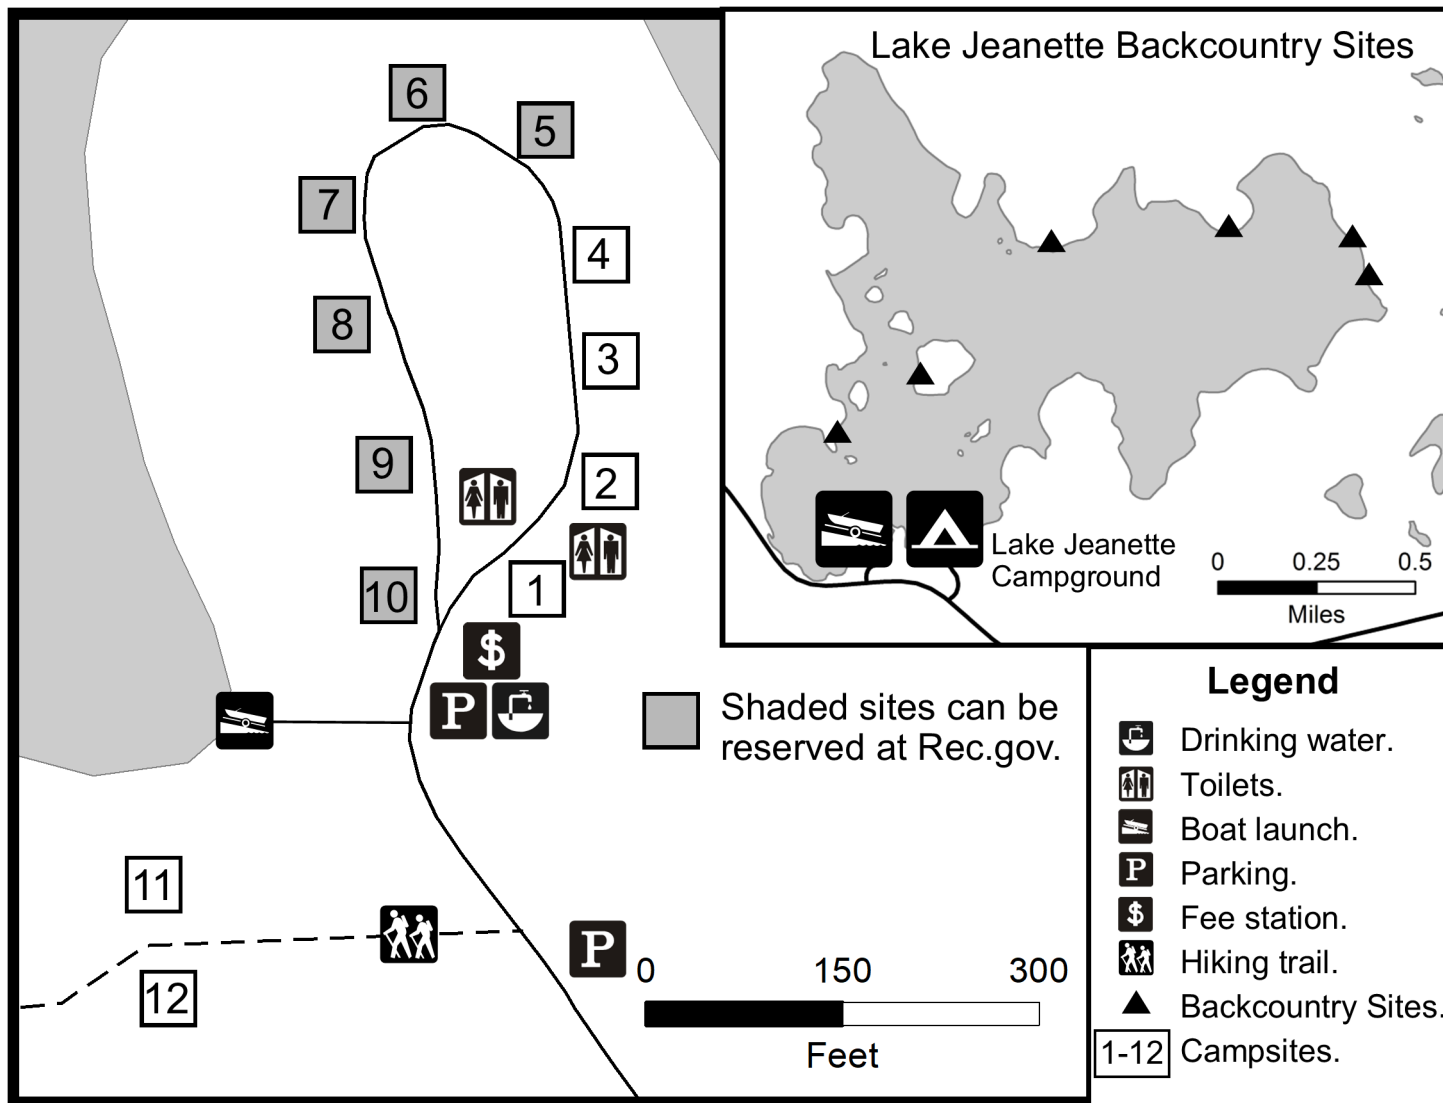 Lake Jeanette Backcountry Sites
6
5
7
4
8
3
9
2
10
1
$
P
Lake Jeanette
Campground
0 0.25 0.5
Miles
Shaded sites can be
reserved at Rec.gov.
11
12
P
0 150 300
Feet
Legend
Drinking water.
Toilets.
Boat launch.
P Parking.
$ Fee station.
Hiking trail.
Backcountry Sites.
1-12 Campsites.